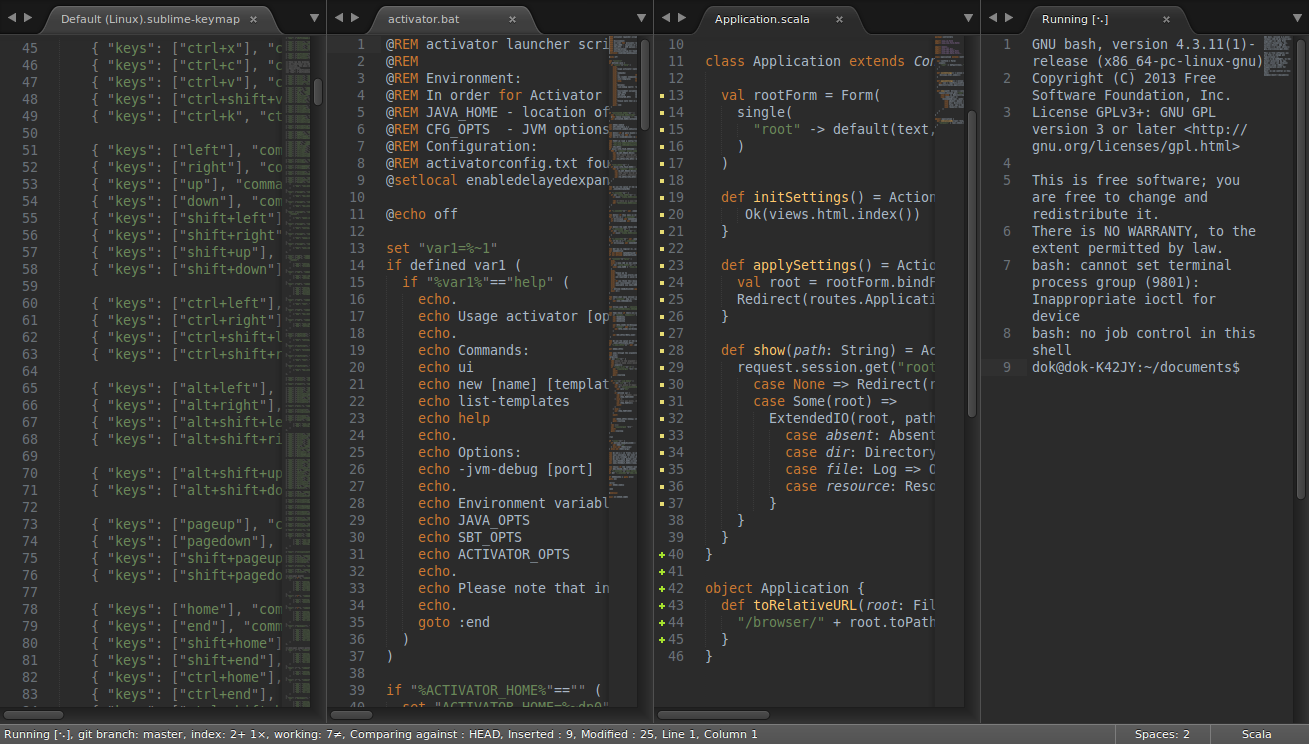 Default (Linux).sublime-keymap ×
45 { "keys": ["ctrl+x"], "c
46 { "keys": ["ctrl+c"], "c
47 { "keys": ["ctrl+v"], "c
48 { "keys": ["ctrl+shift+v
49 { "keys": ["ctrl+k", "ct
50
51 { "keys": ["left"], "com
52 { "keys": ["right"], "co
53 { "keys": ["up"], "comma
54 { "keys": ["down"], "com
55 { "keys": ["shift+left"]
56 { "keys": ["shift+right"
57 { "keys": ["shift+up"],
58 { "keys": ["shift+down"]
59
60 { "keys": ["ctrl+left"],
61 { "keys": ["ctrl+right"]
62 { "keys": ["ctrl+shift+l
63 { "keys": ["ctrl+shift+r
64
65 { "keys": ["alt+left"],
66 { "keys": ["alt+right"],
67 { "keys": ["alt+shift+le
68 { "keys": ["alt+shift+ri
69
70 { "keys": ["alt+shift+up
71 { "keys": ["alt+shift+do
72
73 { "keys": ["pageup"], "c
74 { "keys": ["pagedown"],
75 { "keys": ["shift+pageup
76 { "keys": ["shift+pagedo
77
78 { "keys": ["home"], "com
79 { "keys": ["end"], "comm
80 { "keys": ["shift+home"]
81 { "keys": ["shift+end"],
82 { "keys": ["ctrl+home"],
83 { "keys": ["ctrl+end"],
activator.bat ×
1 @REM activator launcher scri
2 @REM
3 @REM Environment:
4 @REM In order for Activator
5 @REM JAVA_HOME - location of
6 @REM CFG_OPTS  - JVM options
7 @REM Configuration:
8 @REM activatorconfig.txt fou
9 @setlocal enabledelayedexpan
10
11 @echo off
12
13 set "var1=%~1"
14 if defined var1 (
15 if "%var1%"=="help" (
16 echo.
17 echo Usage activator [op
18 echo.
19 echo Commands:
20 echo ui
21 echo new [name] [templat
22 echo list-templates
23 echo help
24 echo.
25 echo Options:
26 echo -jvm-debug [port]
27 echo.
28 echo Environment variabl
29 echo JAVA_OPTS
30 echo SBT_OPTS
31 echo ACTIVATOR_OPTS
32 echo.
33 echo Please note that in
34 echo.
35 goto :end
36 )
37 )
38
39 if "%ACTIVATOR_HOME%"=="" (
40 set "ACTIVATOR_HOME=%~dp0"
Application.scala ×
10
11 class Application extends Con
12
13 val rootForm = Form(
14 single(
15 "root" -> default(text,
16 )
17 )
18
19 def initSettings() = Action
20 Ok(views.html.index())
21 }
22
23 def applySettings() = Actio
24 val root = rootForm.bindF
25 Redirect(routes.Applicati
26 }
27
28 def show(path: String) = Ac
29 request.session.get("root
30 case None => Redirect(r
31 case Some(root) =>
32 ExtendedIO(root, path
33 case absent: Absent
34 case dir: Directory
35 case file: Log => O
36 case resource: Reso
37 }
38 }
39 }
40 }
41
42 object Application {
43 def toRelativeURL(root: Fil
44 "/browser/" + root.toPath
45 }
46 }
Running [⠂] ×
1 GNU bash, version 4.3.11(1)-
release (x86_64-pc-linux-gnu)
2 Copyright (C) 2013 Free
Software Foundation, Inc.
3 License GPLv3+: GNU GPL
version 3 or later <http://
gnu.org/licenses/gpl.html>
4
5 This is free software; you
are free to change and
redistribute it.
6 There is NO WARRANTY, to the
extent permitted by law.
7 bash: cannot set terminal
process group (9801):
Inappropriate ioctl for
device
8 bash: no job control in this
shell
9 dok@dok-K42JY:~/documents$
Running [⠂], git branch: master, index: 2+ 1×, working: 7≠, Comparing against : HEAD, Inserted : 9, Modified : 25, Line 1, Column 1
Spaces: 2
Scala